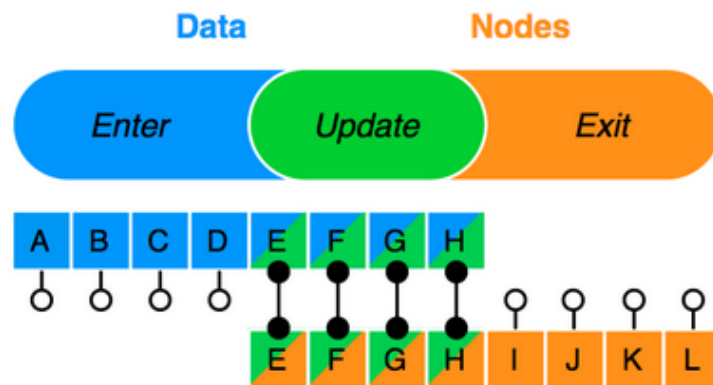 Data Nodes
Enter Update Exit
A B C D E F G H
E F G H I J K L